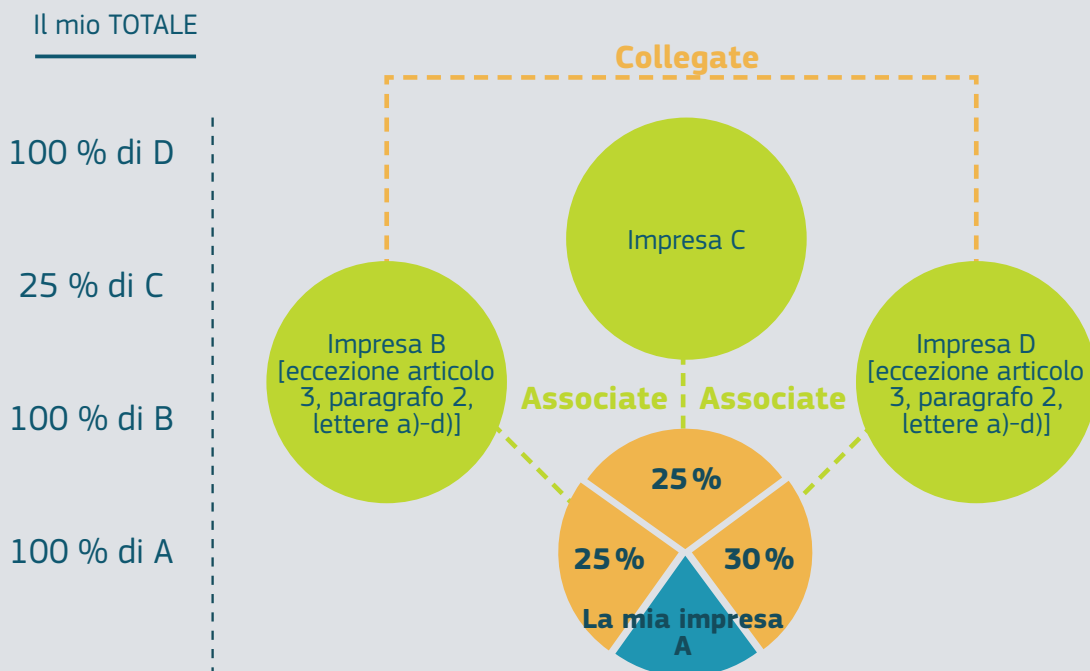 Il mio TOTALE
100 % di D
25 % di C
100 % di B
100 % di A
Collegate
Impresa C
Impresa B
[eccezione articolo
3, paragrafo 2,
lettere a)-d)]
Associate
Associate
Impresa D
[eccezione articolo
3, paragrafo 2,
lettere a)-d)]
25 %
25 %
30 %
La mia impresa
A